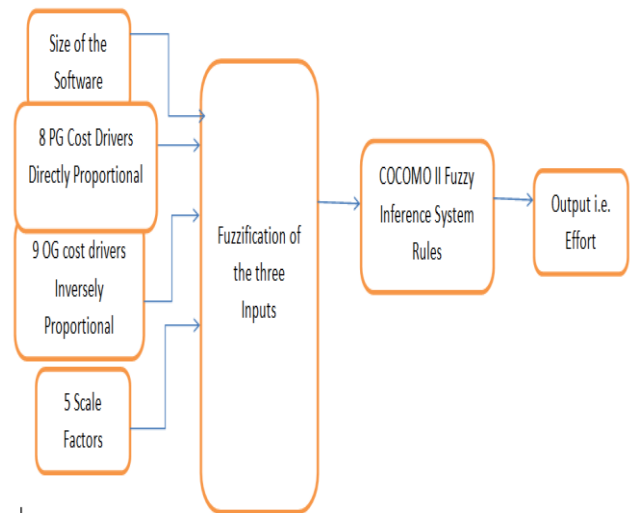 Size of the
Software
8 PG Cost Drivers
Directly Proportional
9 OG cost drivers
Inversely
Proportional
5 Scale
Factors
Fuzzification of
the three
Inputs
COCOMO II Fuzzy
Inference System
Rules
Output i.e.
Effort